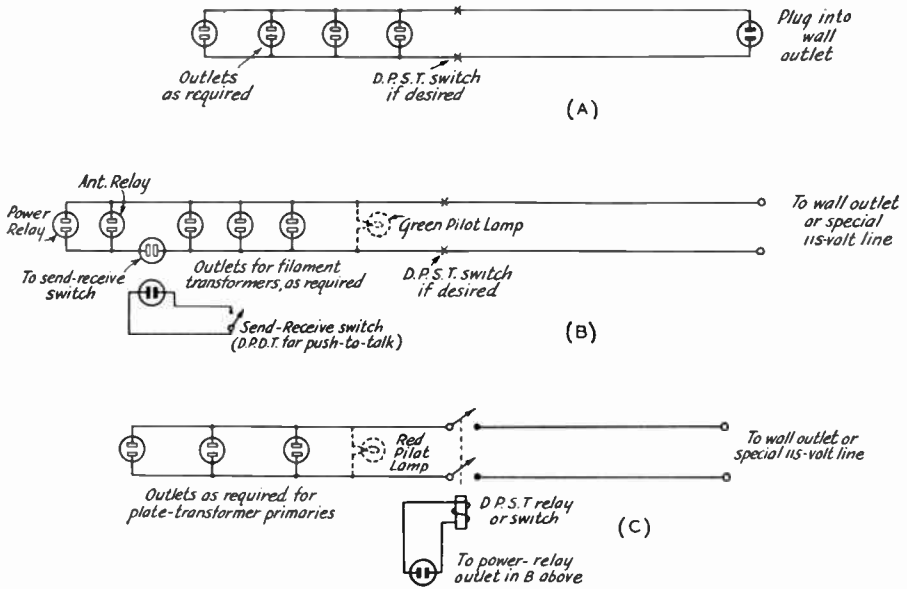 Outlets
as required
D.P.S.T. switch
if desired
Plug into
wall
outlet
(A)
Ant. Relay
Power
Relay
To send-receive
switch
Outlets for filament
transformers, as required
Green Pilot Lamp
D.P.S.T. switch
if desired
To wall outlet
or special
115-volt line
Send-Receive switch
(D.P.D.T. for push-to-talk)
(B)
Red
Pilot
Lamp
Outlets as required for
plate-transformer primaries
To wall outlet or
special 115-volt line
D.P.S.T relay
or switch
(C)
To power-relay
outlet in B above